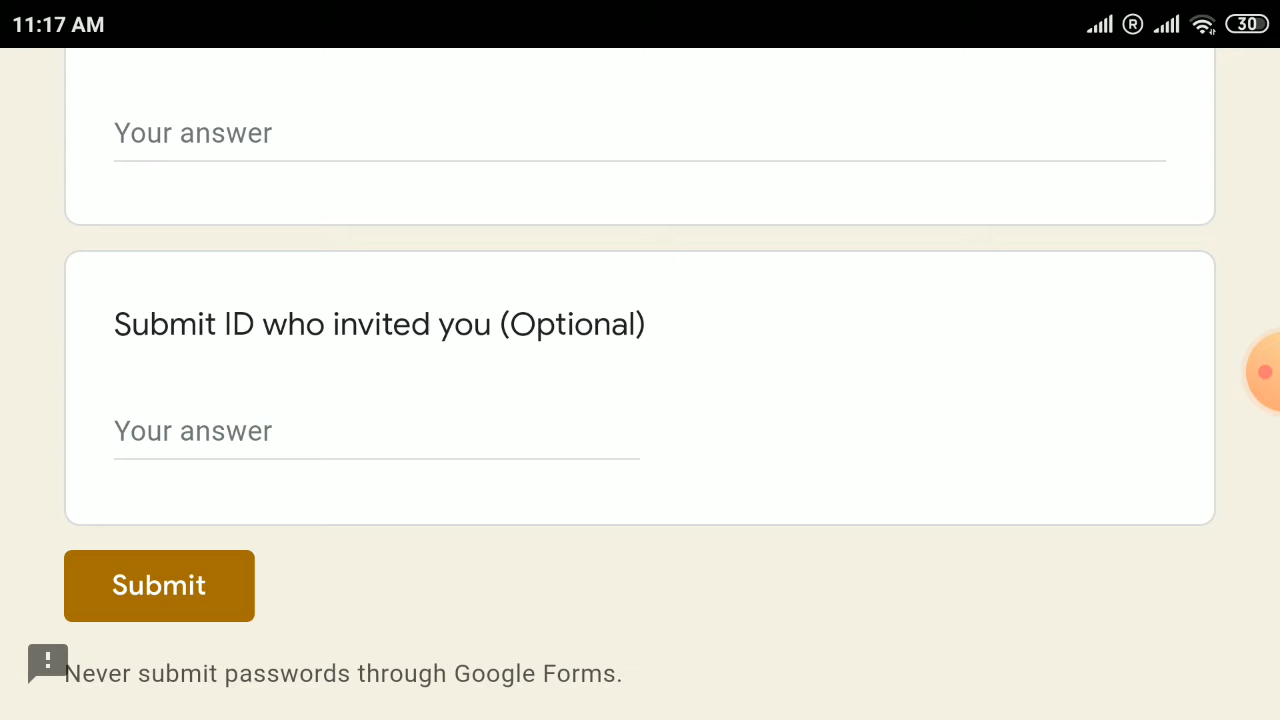 11:17 AM
R
30
Your answer
Submit ID who invited you (Optional)
Your answer
Submit
!
Never submit passwords through Google Forms.